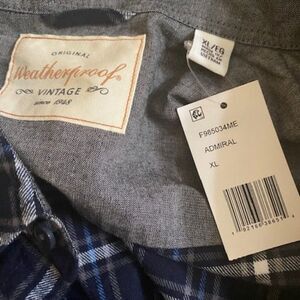 ORIGINAL
Weatherproof
VINTAGE
since 1948
XL/EG
F985034ME
ADMIRAL
XL